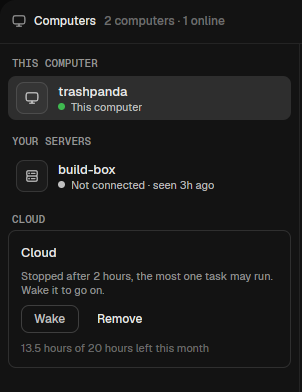 Computers 2 computers · 1 online
THIS COMPUTER
trashpanda
This computer
YOUR SERVERS
build-box
Not connected · seen 3h ago
CLOUD
Cloud
Stopped after 2 hours, the most one task may run.
Wake it to go on.
Wake Remove
13.5 hours of 20 hours left this month